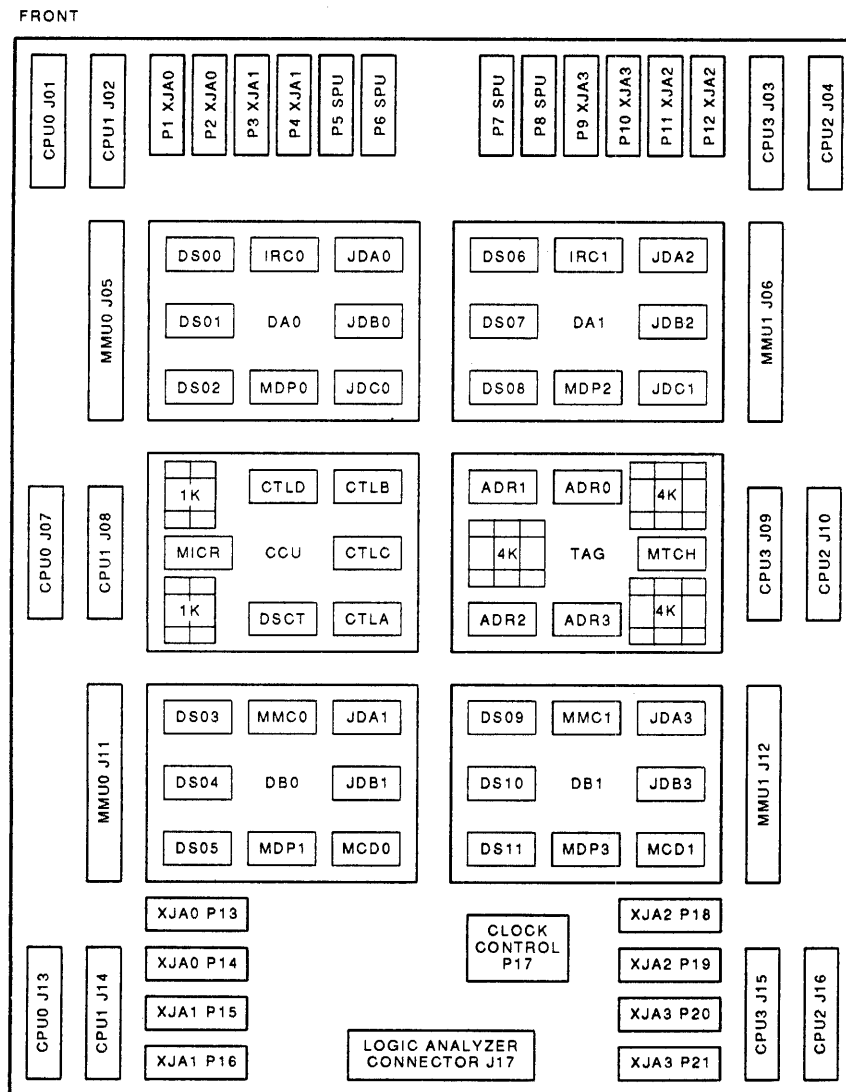 FRONT
CPU0 J01
CPU1 J02
P1 XJA0
P2 XJA0
P3 XJA1
P4 XJA1
P5 SPU
P6 SPU
P7 SPU
P8 SPU
P9 XJA3
P10 XJA3
P11 XJA2
P12 XJA2
CPU3 J03
CPU2 J04
MMU0 J05
DS00 IRC0 JDA0
DS01 DA0 JDB0
DS02 MDP0 JDC0
DS06 IRC1 JDA2
DS07 DA1 JDB2
DS08 MDP2 JDC1
MMU1 J06
CPU0 J07
CPU1 J08
1K CTLD CTLB
MICR CCU CTLC
1K DSCT CTLA
ADR1 ADR0 4K
4K TAG MTCH
ADR2 ADR3 4K
CPU3 J09
CPU2 J10
MMU0 J11
DS03 MMC0 JDA1
DS04 DB0 JDB1
DS05 MDP1 MCD0
DS09 MMC1 JDA3
DS10 DB1 JDB3
DS11 MDP3 MCD1
MMU1 J12
CPU0 J13
CPU1 J14
XJA0 P13
XJA0 P14
XJA1 P15
XJA1 P16
CLOCK
CONTROL
P17
LOGIC ANALYZER
CONNECTOR J17
XJA2 P18
XJA2 P19
XJA3 P20
XJA3 P21
CPU3 J15
CPU2 J16